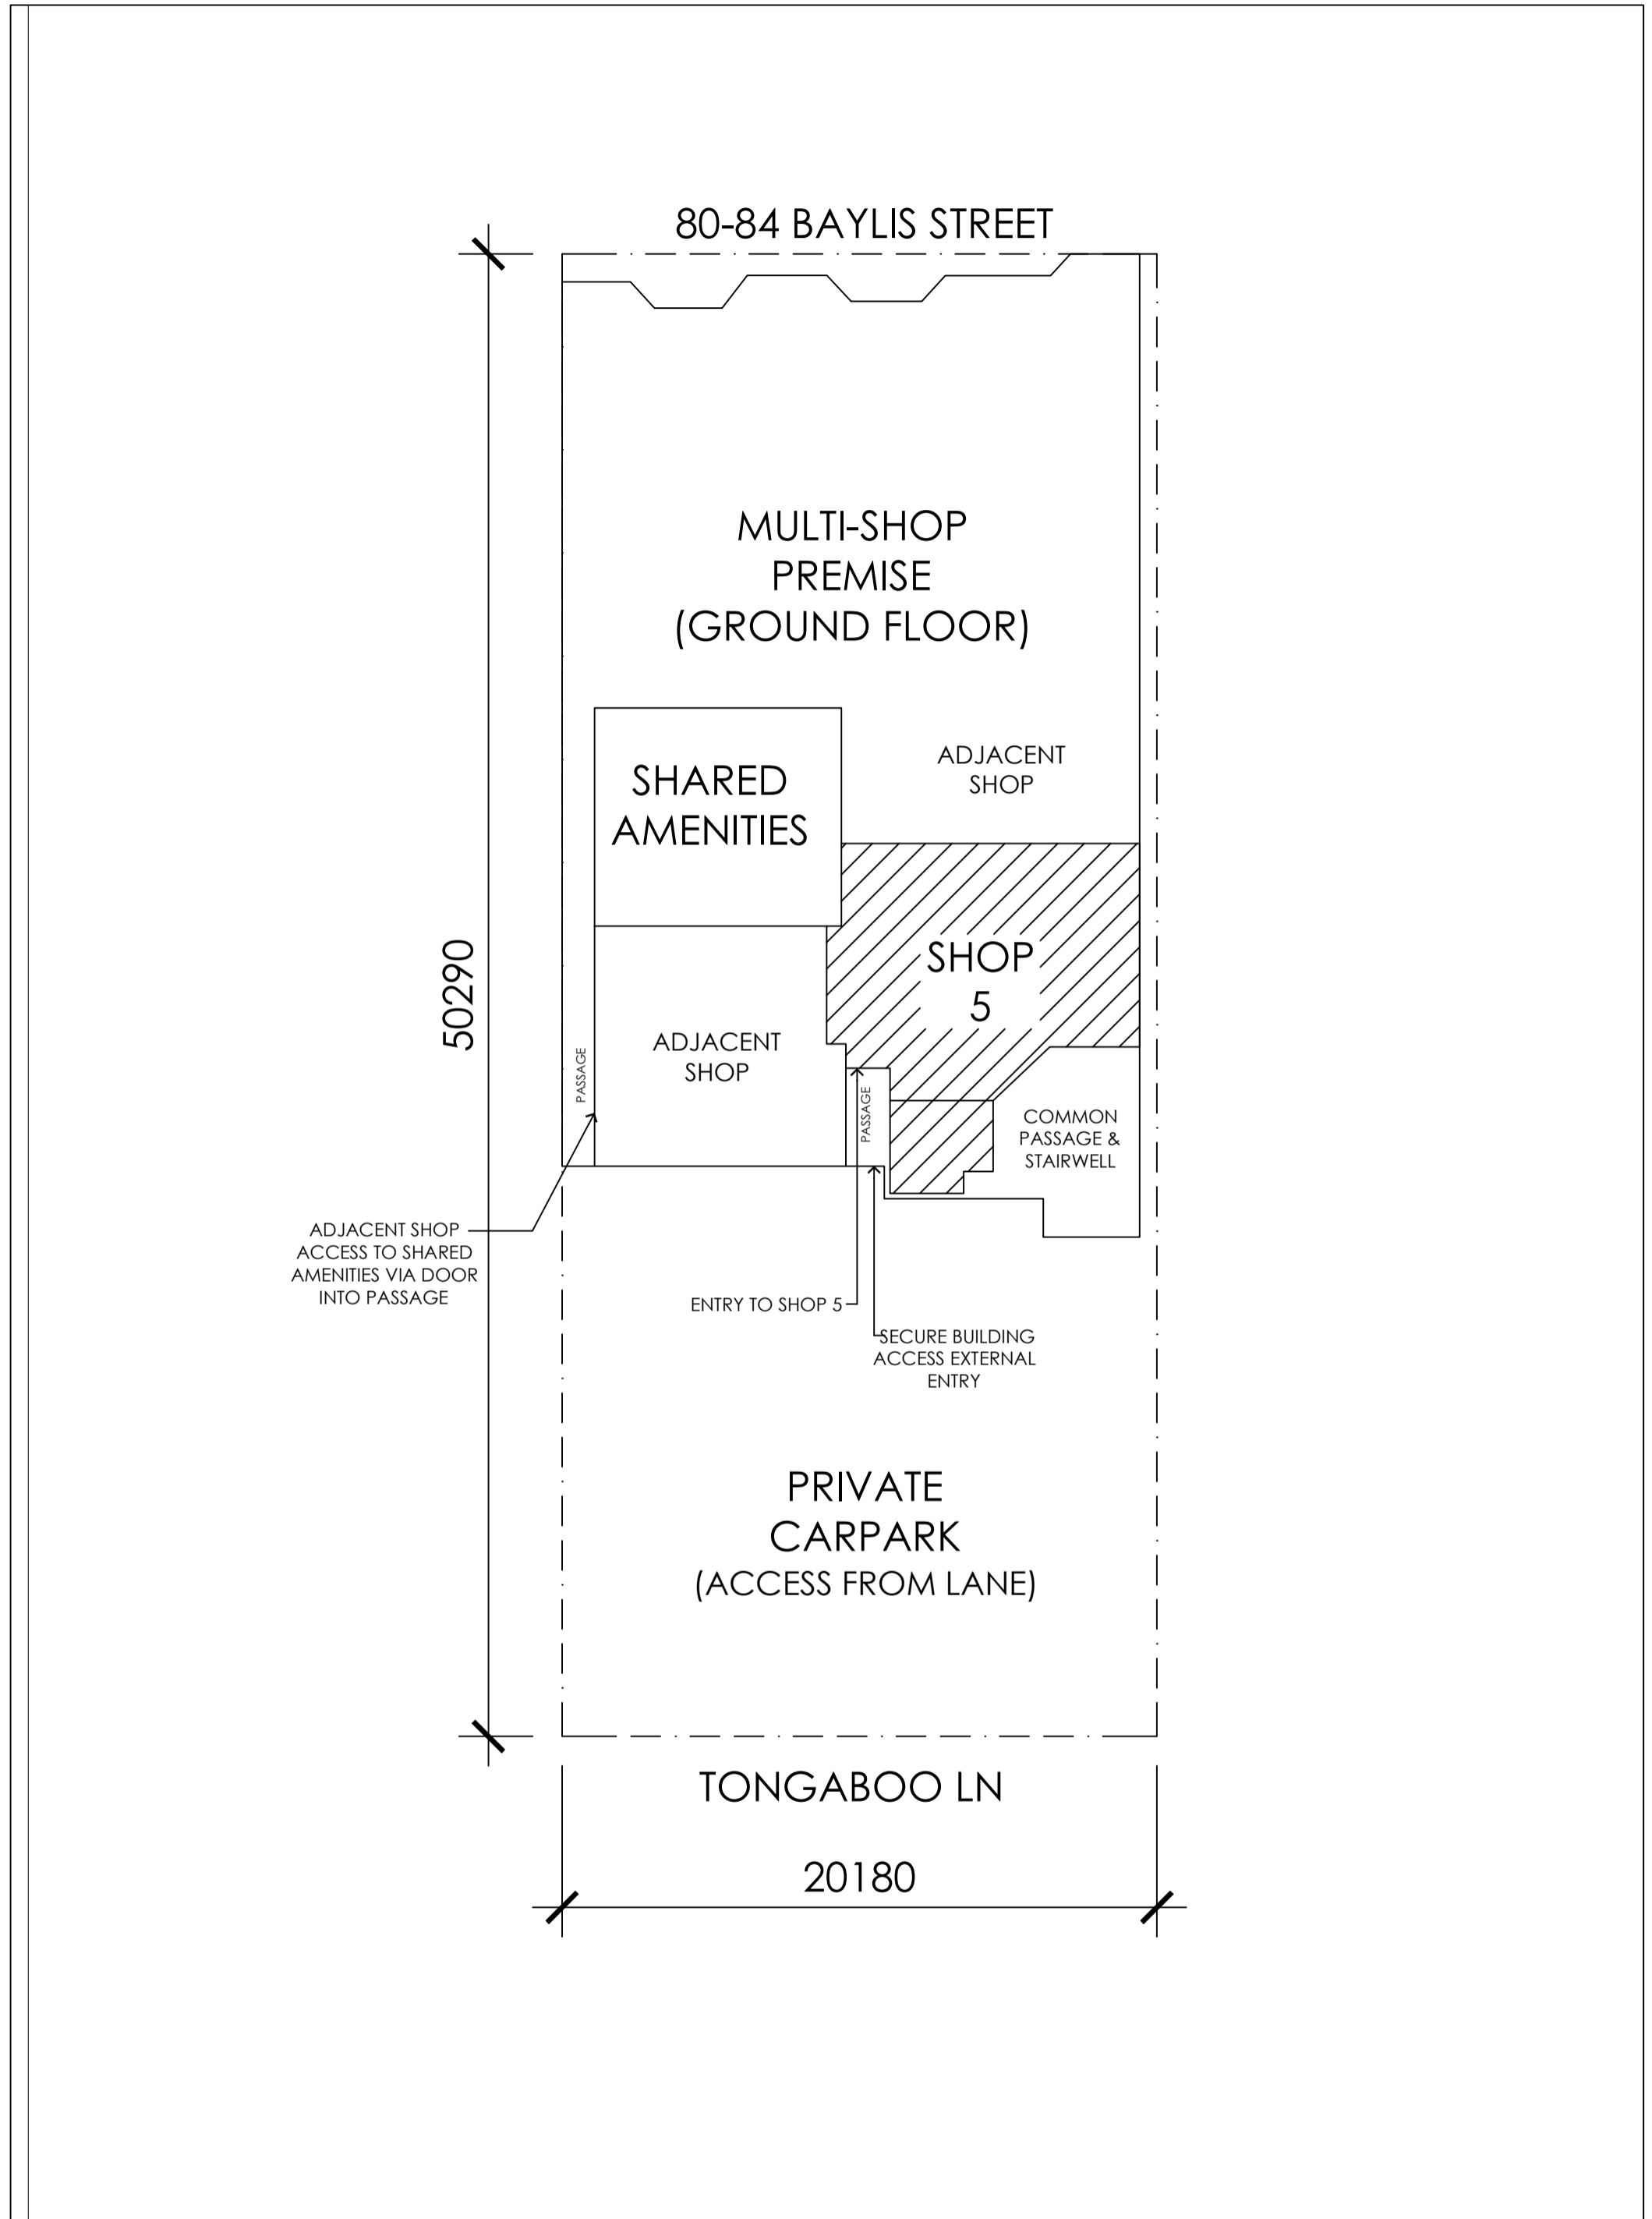 80-84 BAYLIS STREET
MULTI-SHOP
PREMISE
(GROUND FLOOR)
ADJACENT
SHOP
SHARED
AMENITIES
SHOP
5
50290
ADJACENT
SHOP
PASSAGE
PASSAGE
COMMON
PASSAGE &
STAIRWELL
ADJACENT SHOP
ACCESS TO SHARED
AMENITIES VIA DOOR
INTO PASSAGE
ENTRY TO SHOP 5
SECURE BUILDING
ACCESS EXTERNAL
ENTRY
PRIVATE
CARPARK
(ACCESS FROM LANE)
TONGABOO LN
20180